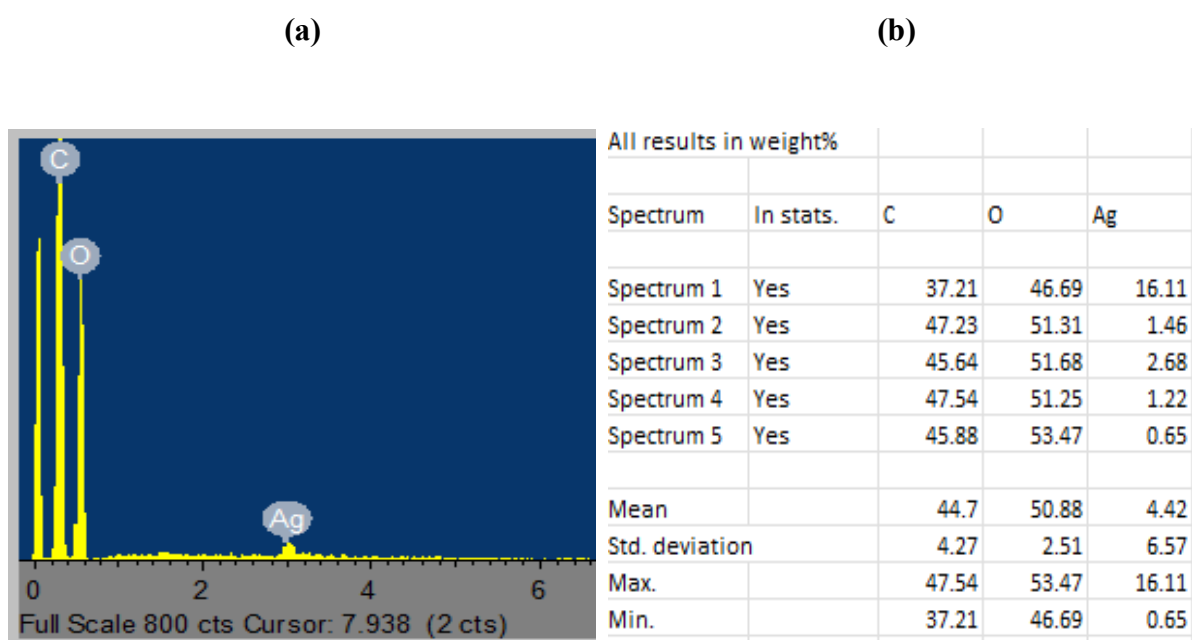 (a)
(b)
C
O
Ag
0 2 4 6
Full Scale 800 cts Cursor: 7.938 (2 cts)
All results in weight%
Spectrum In stats. C O Ag
Spectrum 1 Yes 37.21 46.69 16.11
Spectrum 2 Yes 47.23 51.31 1.46
Spectrum 3 Yes 45.64 51.68 2.68
Spectrum 4 Yes 47.54 51.25 1.22
Spectrum 5 Yes 45.88 53.47 0.65
Mean 44.7 50.88 4.42
Std. deviation 4.27 2.51 6.57
Max. 47.54 53.47 16.11
Min. 37.21 46.69 0.65